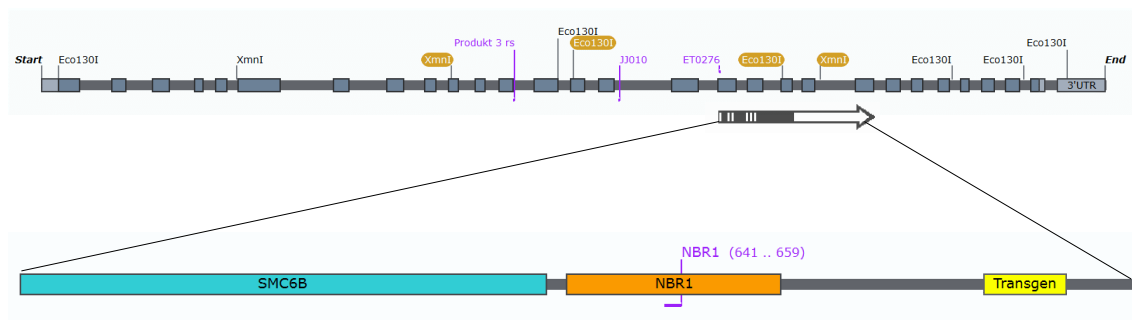 Eco130I
Eco130I
Produkt 3 rs
Eco130I
Start
Eco130I
XmnI
XmnI
JJ010
ET0276
Eco130I
XmnI
Eco130I
Eco130I
End
3'UTR
NBR1 (641 .. 659)
SMC6B
NBR1
Transgen